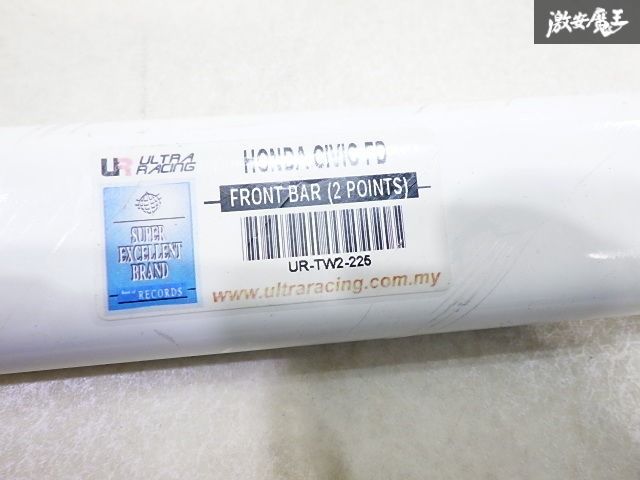 激安魔王
UR ULTRA RACING
HONDA CIVIC FD
FRONT BAR (2 POINTS)
SUPER
EXCELLENT
BRAND
RECORDS
UR-TW2-225
www.ultraracing.com.my